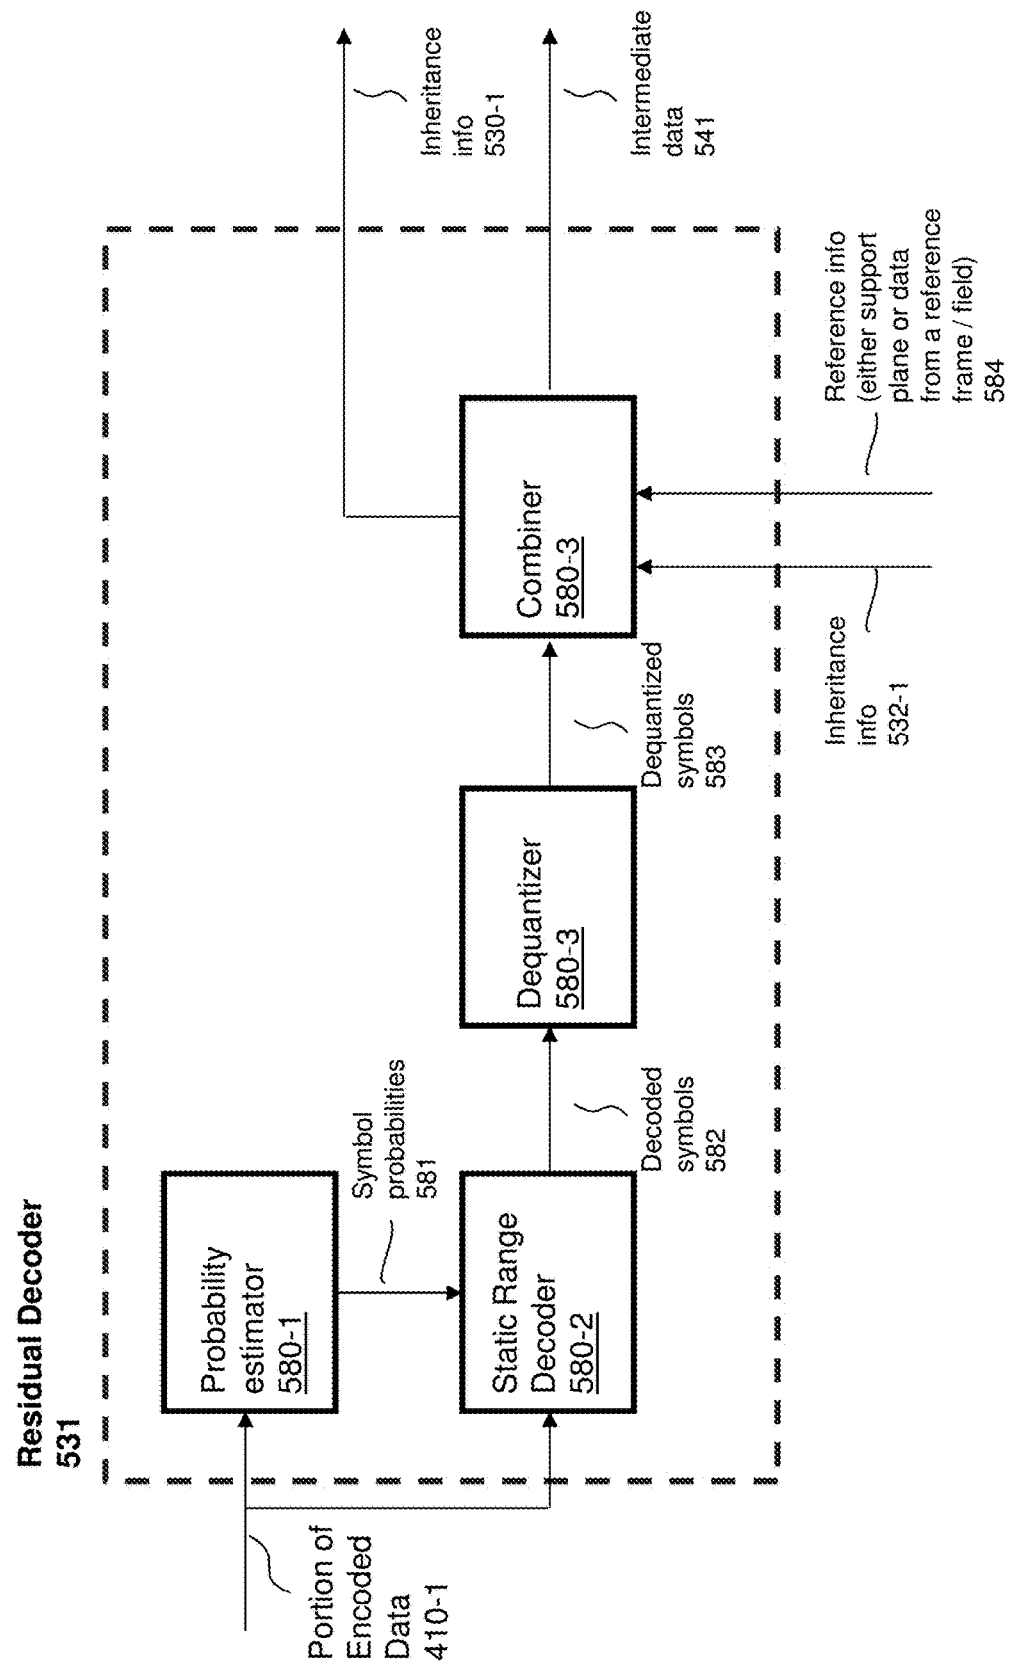 Residual Decoder
531
Portion of
Encoded
Data
410-1
Probability
estimator
580-1
Symbol
probabilities
581
Static Range
Decoder
580-2
Decoded
symbols
582
Dequantizer
580-3
Dequantized
symbols
583
Combiner
580-3
Inheritance
info
532-1
Reference info
(either support
plane or data
from a reference
frame / field)
584
Inheritance
info
530-1
Intermediate
data
541